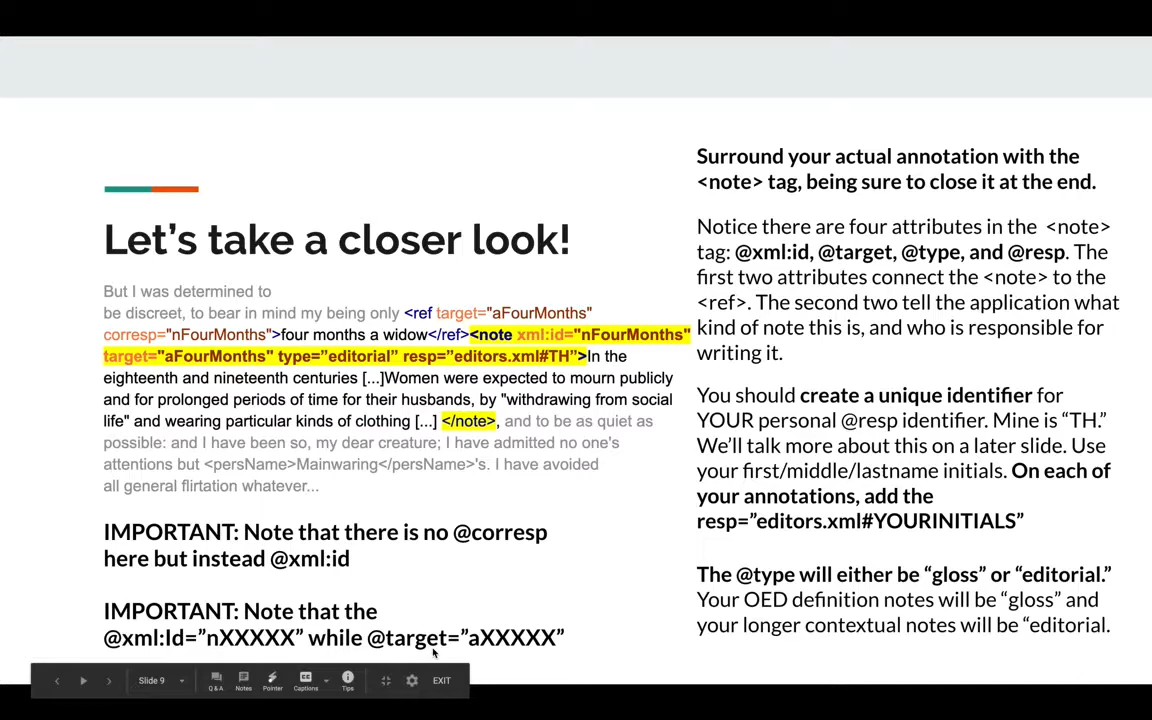 Let’s take a closer look!
But I was determined to
be discreet, to bear in mind my being only <ref target="aFourMonths"
corresp="nFourMonths">four months a widow</ref><note xml:id="nFourMonths"
target="aFourMonths" type=”editorial” resp=”editors.xml#TH”>In the
eighteenth and nineteenth centuries [...]Women were expected to mourn publicly
and for prolonged periods of time for their husbands, by "withdrawing from social
life" and wearing particular kinds of clothing [...] </note>, and to be as quiet as
possible: and I have been so, my dear creature; I have admitted no one's
attentions but <persName>Mainwaring</persName>'s. I have avoided
all general flirtation whatever...
IMPORTANT: Note that there is no @corresp
here but instead @xml:id
IMPORTANT: Note that the
@xml:Id=”nXXXXX” while @target=”aXXXXX”
Surround your actual annotation with the
<note> tag, being sure to close it at the end.
Notice there are four attributes in the <note>
tag: @xml:id, @target, @type, and @resp. The
first two attributes connect the <note> to the
<ref>. The second two tell the application what
kind of note this is, and who is responsible for
writing it.
You should create a unique identifier for
YOUR personal @resp identifier. Mine is “TH.”
We’ll talk more about this on a later slide. Use
your first/middle/lastname initials. On each of
your annotations, add the
resp=”editors.xml#YOURINITIALS”
The @type will either be “gloss” or “editorial.”
Your OED definition notes will be “gloss” and
your longer contextual notes will be “editorial.
Slide 9
Q&A
Notes
Pointer
Captions
Tips
EXIT